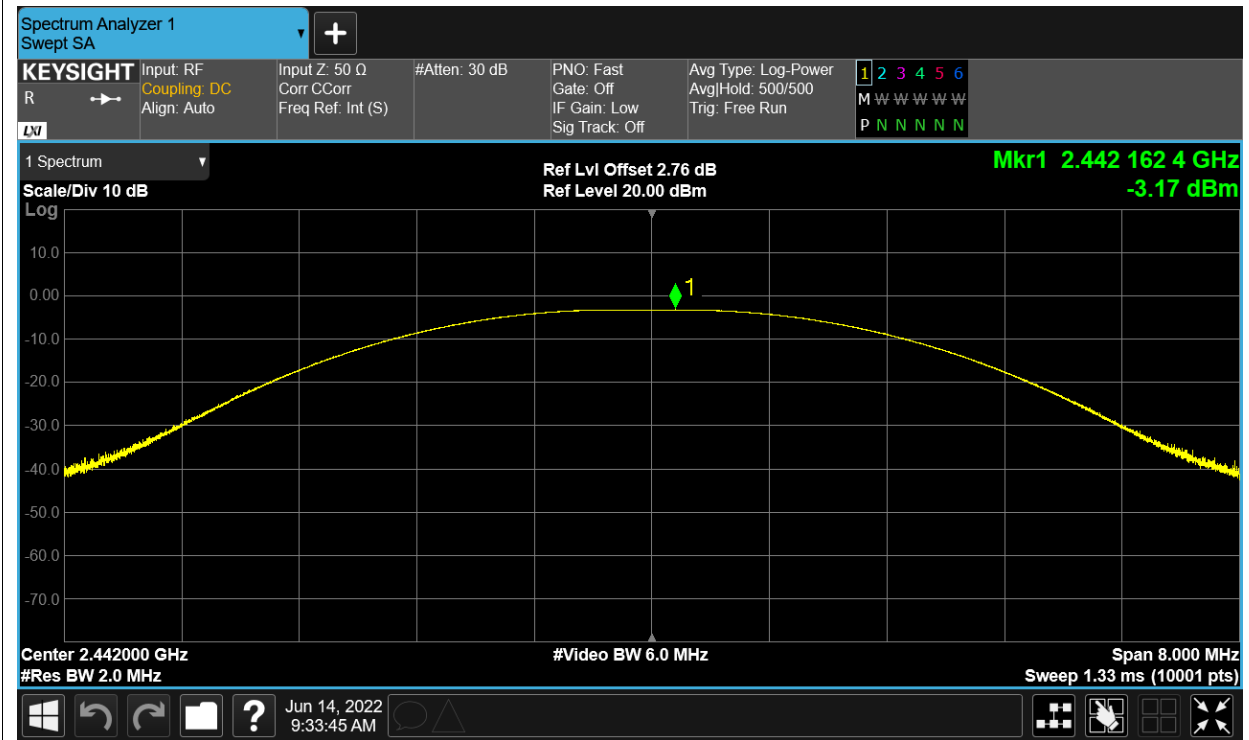 Spectrum Analyzer 1
Swept SA
KEYSIGHT
R
LXI
Input: RF
Coupling: DC
Align: Auto
Input Z: 50 Ω
Corr CCorr
Freq Ref: Int (S)
#Atten: 30 dB
PNO: Fast
Gate: Off
IF Gain: Low
Sig Track: Off
Avg Type: Log-Power
Avg|Hold: 500/500
Trig: Free Run
1 2 3 4 5 6
M W W W W W
P N N N N N
1 Spectrum
Scale/Div 10 dB
Log
Ref Lvl Offset 2.76 dB
Ref Level 20.00 dBm
Mkr1 2.442 162 4 GHz
-3.17 dBm
1
10.0
0.00
-10.0
-20.0
-30.0
-40.0
-50.0
-60.0
-70.0
Center 2.442000 GHz
#Res BW 2.0 MHz
#Video BW 6.0 MHz
Span 8.000 MHz
Sweep 1.33 ms (10001 pts)
?
Jun 14, 2022
9:33:45 AM